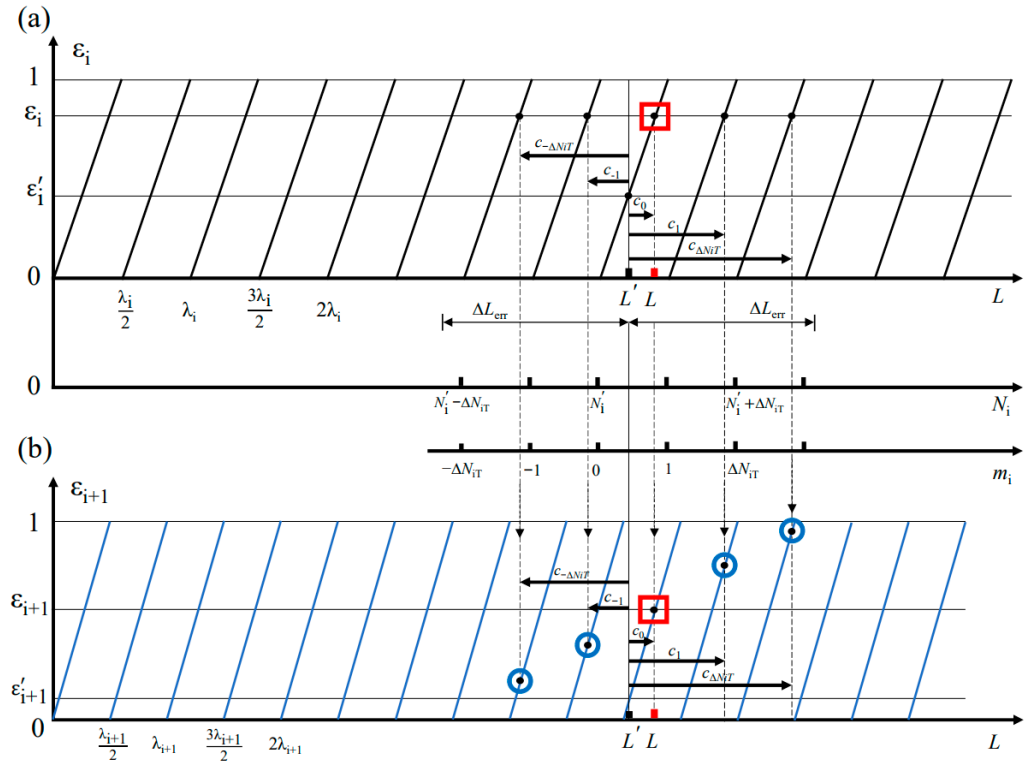 (a)
εi
1
εi
c−ΔNiT
ε′i
c-1
c0
c1
cΔNiT
0
λi/2 λi 3λi/2 2λi L′ L L
ΔLerr ΔLerr
0
N′i −ΔNiT N′i N′i +ΔNiT Ni
(b)
−ΔNiT −1 0 1 ΔNiT mi
εi+1
1
c−ΔNiT
εi+1
c−1
c0
c1
cΔNiT
ε′i+1
0
λi+1/2 λi+1 3λi+1/2 2λi+1 L′ L L